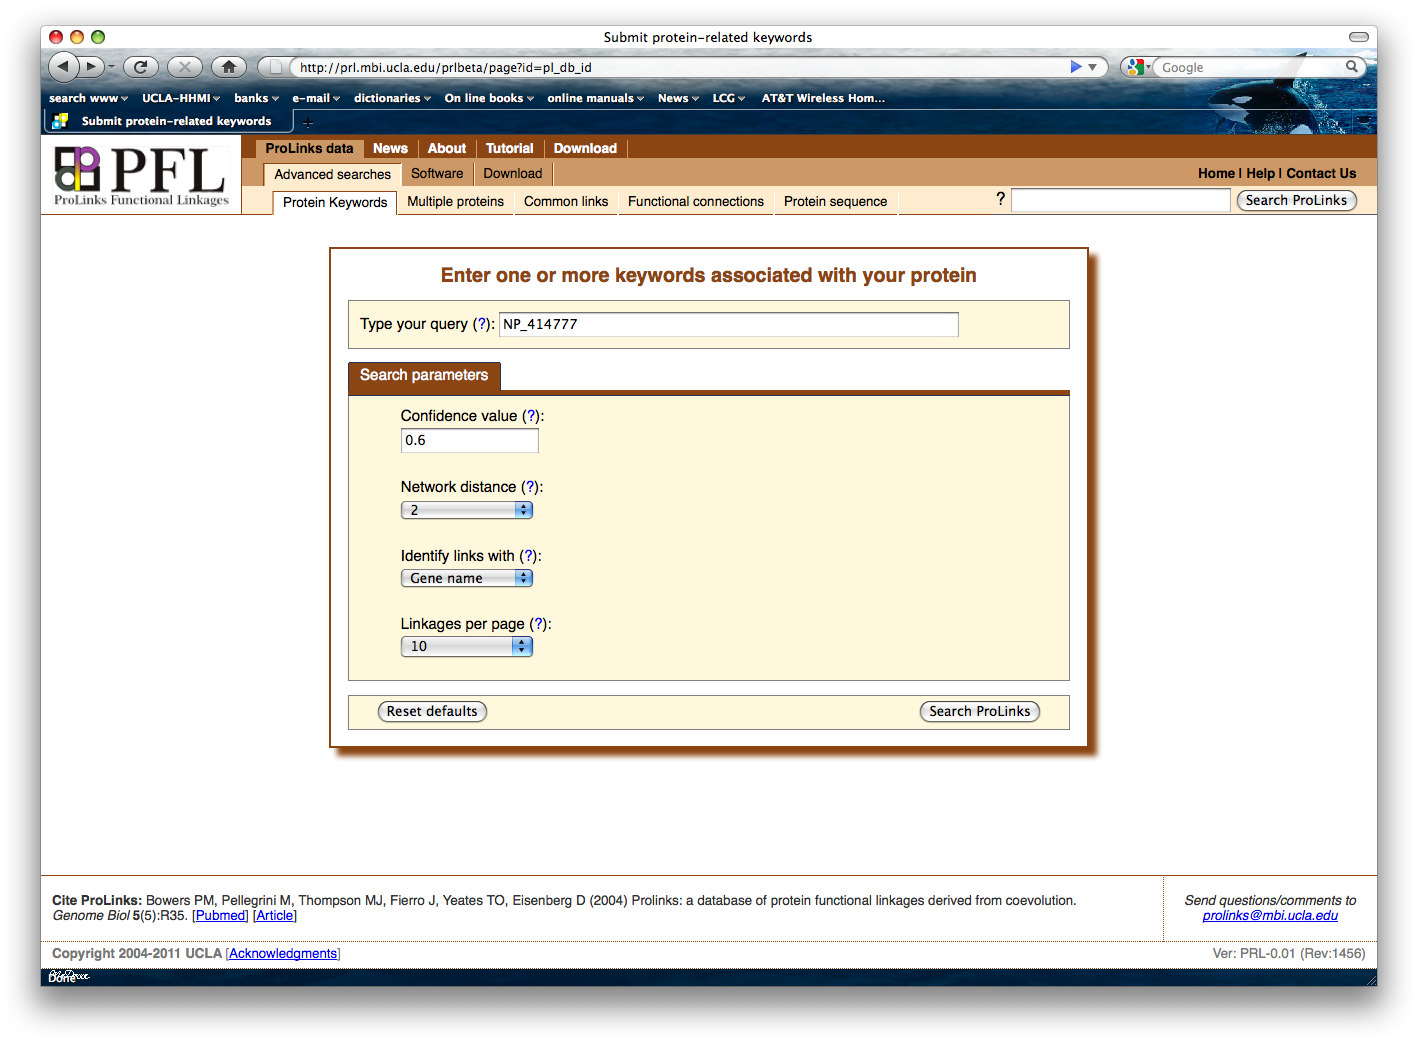 Submit protein-related keywords
http://prl.mbi.ucla.edu/prlbeta/page?id=pl_db_id
Google
search www UCLA-HHMI banks e-mail dictionaries On line books online manuals News LCG AT&T Wireless Hom...
Submit protein-related keywords
PFL
ProLinks Functional Linkages
ProLinks data News About Tutorial Download
Advanced searches Software Download
Home | Help | Contact Us
Protein Keywords Multiple proteins Common links Functional connections Protein sequence
? Search ProLinks
Enter one or more keywords associated with your protein
Type your query (?): NP_414777
Search parameters
Confidence value (?):
0.6
Network distance (?):
2
Identify links with (?):
Gene name
Linkages per page (?):
10
Reset defaults Search ProLinks
Cite ProLinks: Bowers PM, Pellegrini M, Thompson MJ, Fierro J, Yeates TO, Eisenberg D (2004) Prolinks: a database of protein functional linkages derived from coevolution.
Genome Biol 5(5):R35. [Pubmed] [Article]
Send questions/comments to
prolinks@mbi.ucla.edu
Copyright 2004-2011 UCLA [Acknowledgments]
Ver: PRL-0.01 (Rev:1456)
Done